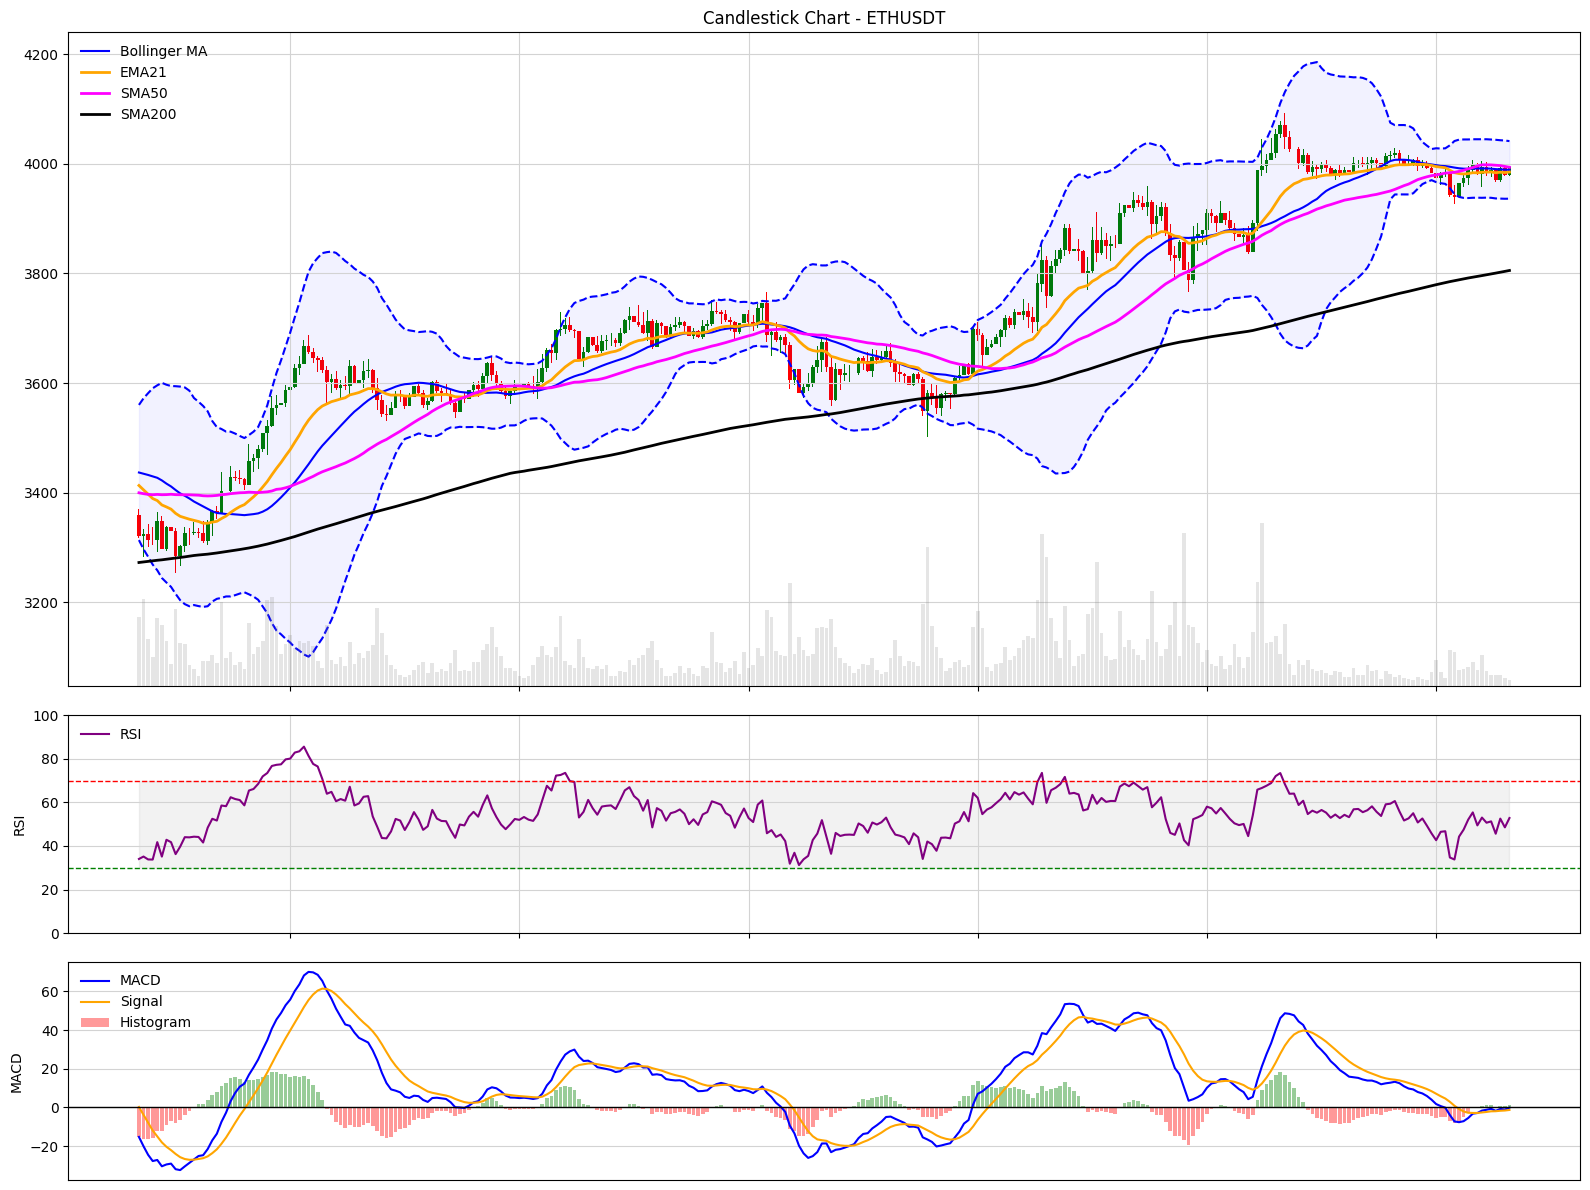 Candlestick Chart - ETHUSDT
Bollinger MA
EMA21
SMA50
SMA200
4200
4000
3800
3600
3400
3200
RSI
100
80
60
40
20
0
RSI
MACD
Signal
Histogram
60
40
20
0
−20
MACD